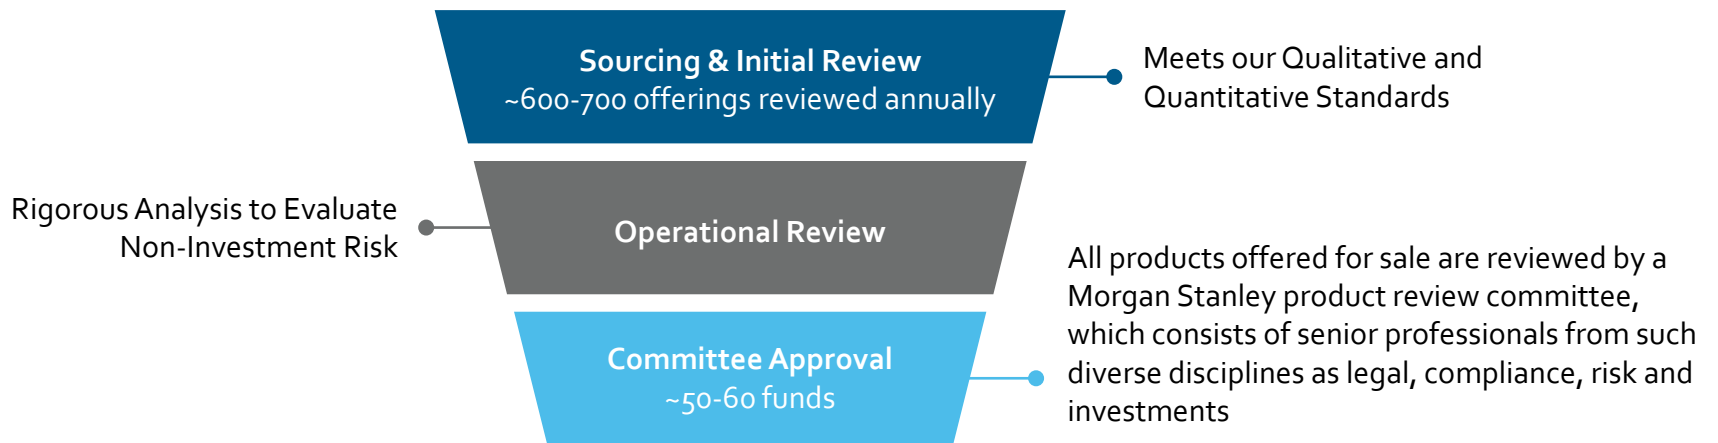 Sourcing & Initial Review
~600-700 offerings reviewed annually
Meets our Qualitative and
Quantitative Standards
Rigorous Analysis to Evaluate
Non-Investment Risk
Operational Review
Committee Approval
~50-60 funds
All products offered for sale are reviewed by a
Morgan Stanley product review committee,
which consists of senior professionals from such
diverse disciplines as legal, compliance, risk and
investments